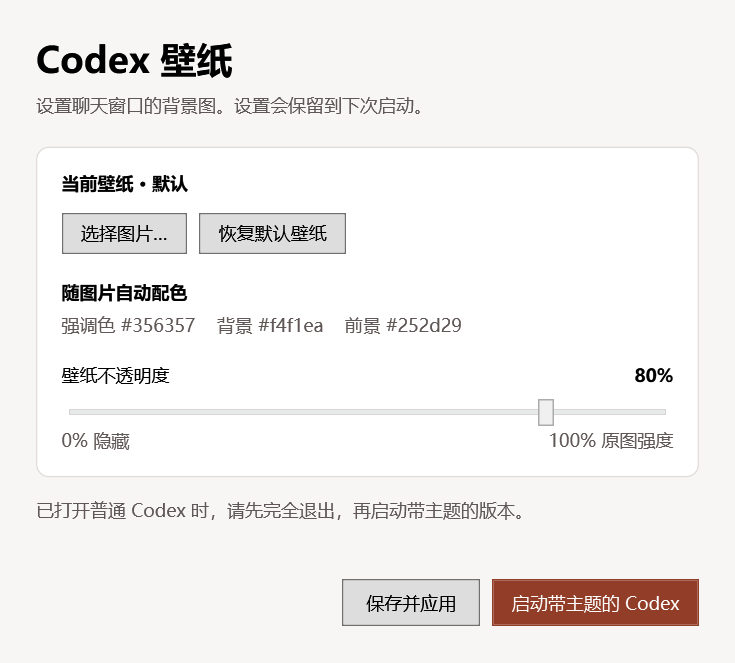 Codex 壁纸
设置聊天窗口的背景图。设置会保留到下次启动。
当前壁纸・默认
选择图片... 恢复默认壁纸
随图片自动配色
强调色 #356357 背景 #f4f1ea 前景 #252d29
壁纸不透明度 80%
0% 隐藏 100% 原图强度
已打开普通 Codex 时，请先完全退出，再启动带主题的版本。
保存并应用 启动带主题的 Codex